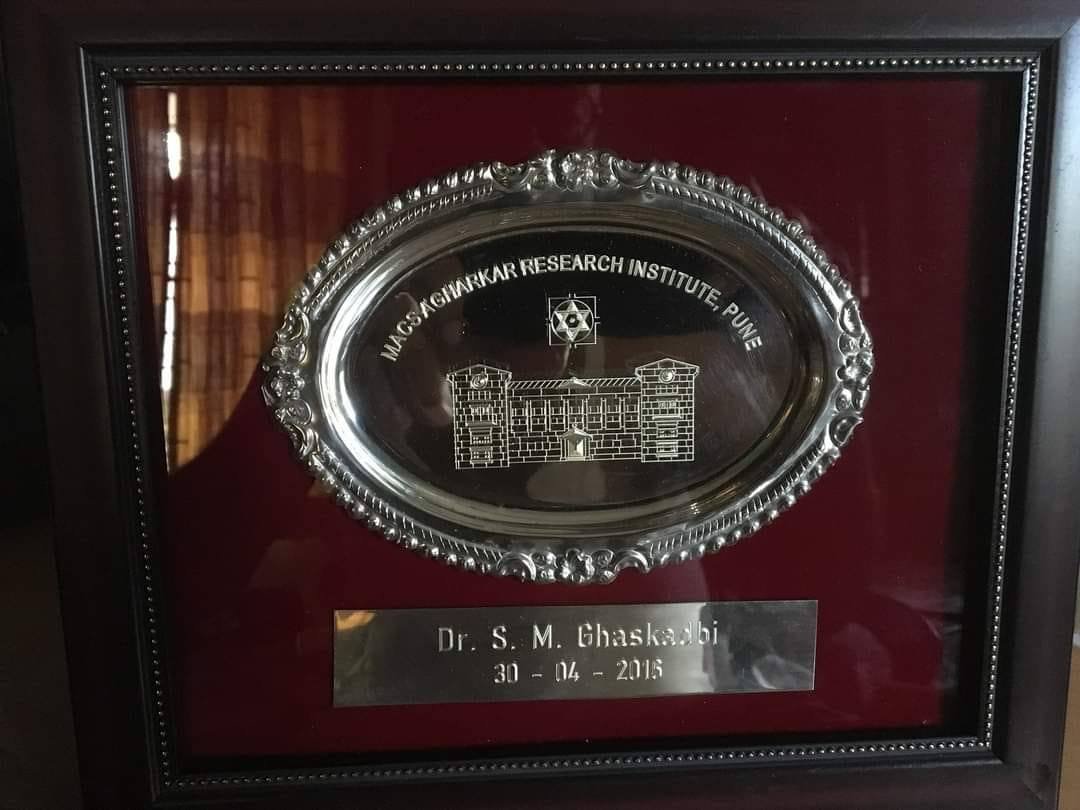 MACS AGHARKAR RESEARCH INSTITUTE, PUNE
Dr. S. M. Ghaskadbi
30 - 04 - 2016